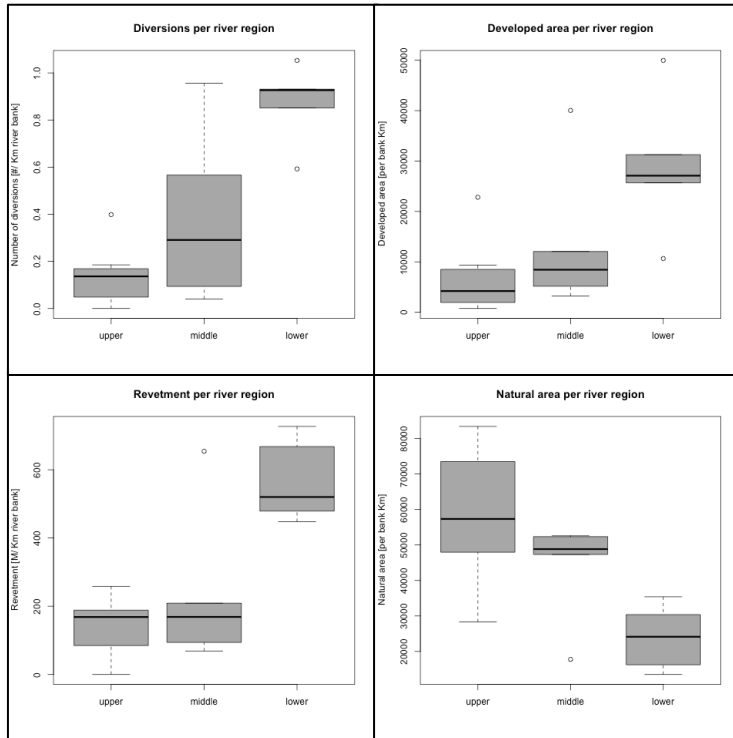 Diversions per river region
Number of diversions [#/ Km river bank]
1.0
0.8
0.6
0.4
0.2
0.0
upper middle lower
Developed area per river region
Developed area [per bank Km]
50000
40000
30000
20000
10000
0
upper middle lower
Revetment per river region
Revetment [M/ Km river bank]
600
400
200
0
upper middle lower
Natural area per river region
Natural area [per bank Km]
80000
70000
60000
50000
40000
30000
20000
upper middle lower